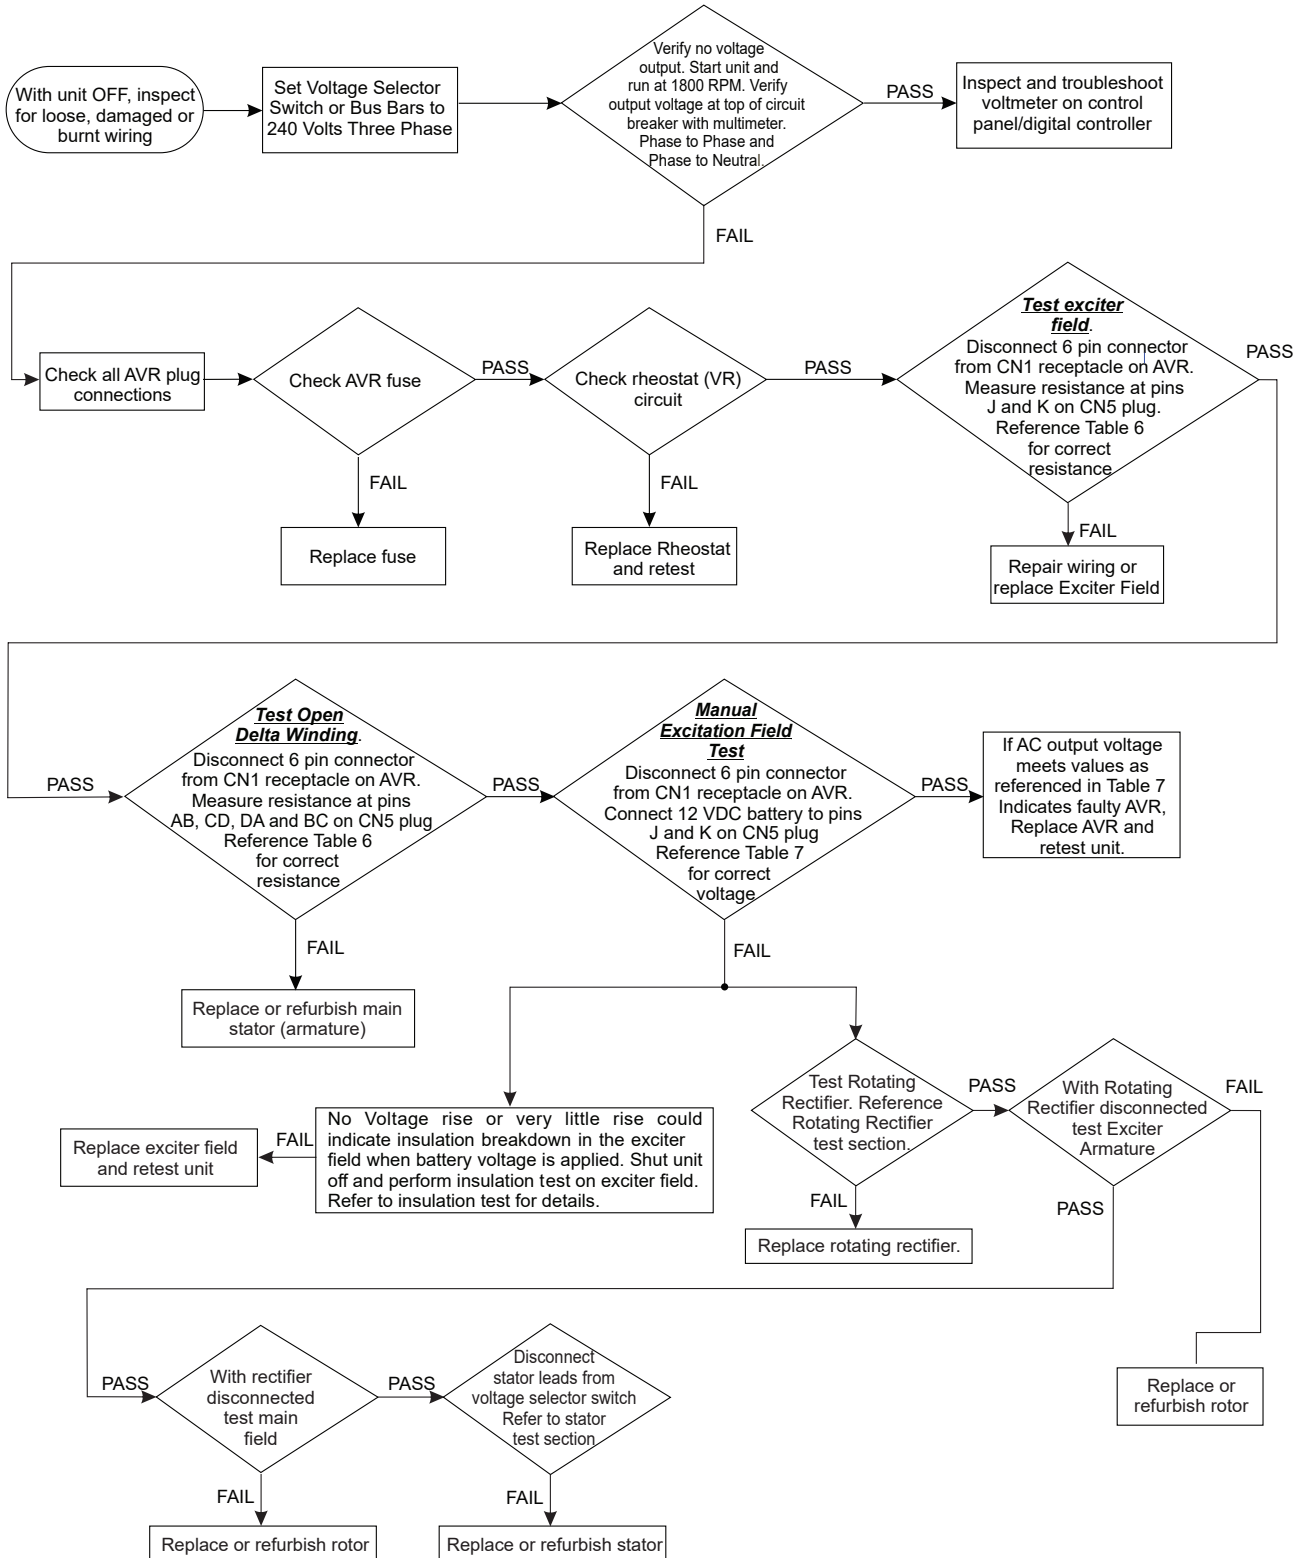 With unit OFF, inspect
for loose, damaged or
burnt wiring
Set Voltage Selector
Switch or Bus Bars to
240 Volts Three Phase
Verify no voltage
output. Start unit and
run at 1800 RPM. Verify
output voltage at top of circuit
breaker with multimeter.
Phase to Phase and
Phase to Neutral.
PASS
Inspect and troubleshoot
voltmeter on control
panel/digital controller
FAIL
Check all AVR plug
connections
Check AVR fuse
PASS
Check rheostat (VR)
circuit
PASS
Test exciter
field.
Disconnect 6 pin connector
from CN1 receptacle on AVR.
Measure resistance at pins
J and K on CN5 plug.
Reference Table 6
for correct
resistance
PASS
FAIL
Replace fuse
FAIL
Replace Rheostat
and retest
FAIL
Repair wiring or
replace Exciter Field
PASS
Test Open
Delta Winding.
Disconnect 6 pin connector
from CN1 receptacle on AVR.
Measure resistance at pins
AB, CD, DA and BC on CN5 plug
Reference Table 6
for correct
resistance
PASS
Manual
Excitation Field
Test
Disconnect 6 pin connector
from CN1 receptacle on AVR.
Connect 12 VDC battery to pins
J and K on CN5 plug
Reference Table 7
for correct
voltage
PASS
If AC output voltage
meets values as
referenced in Table 7
Indicates faulty AVR,
Replace AVR and
retest unit.
FAIL
Replace or refurbish main
stator (armature)
FAIL
No Voltage rise or very little rise could
indicate insulation breakdown in the exciter
field when battery voltage is applied. Shut unit
off and perform insulation test on exciter field.
Refer to insulation test for details.
FAIL
Replace exciter field
and retest unit
Test Rotating
Rectifier. Reference
Rotating Rectifier
test section.
PASS
With Rotating
Rectifier disconnected
test Exciter
Armature
FAIL
FAIL
Replace rotating rectifier.
PASS
Replace or
refurbish rotor
PASS
With rectifier
disconnected
test main
field
PASS
Disconnect
stator leads from
voltage selector switch
Refer to stator
test section
FAIL
Replace or refurbish rotor
FAIL
Replace or refurbish stator